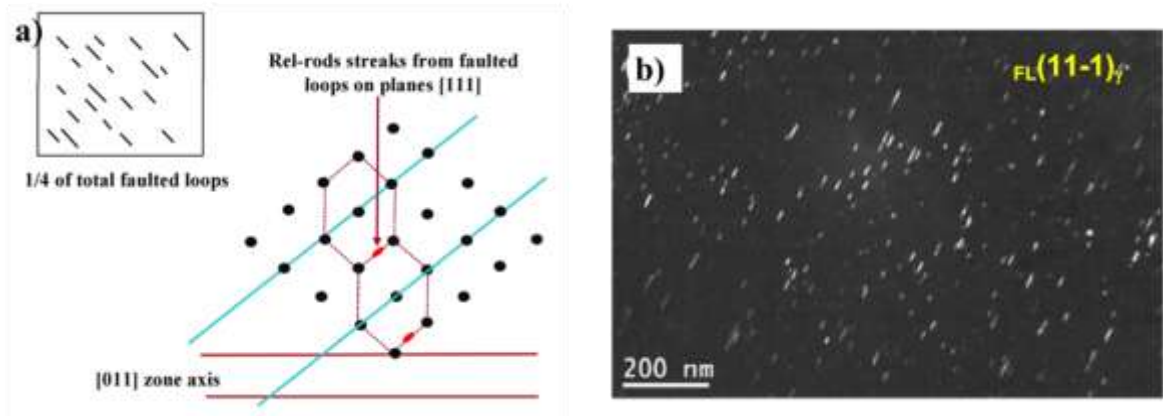 a)
Rel-rods streaks from faulted
loops on planes [111]
1/4 of total faulted loops
[011] zone axis
b)
FL(11-1)γ
200 nm